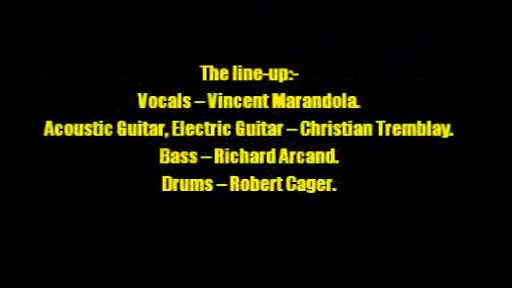 The line-up:-
Vocals – Vincent Marandola.
Acoustic Guitar, Electric Guitar – Christian Tremblay.
Bass – Richard Arcand.
Drums – Robert Cager.